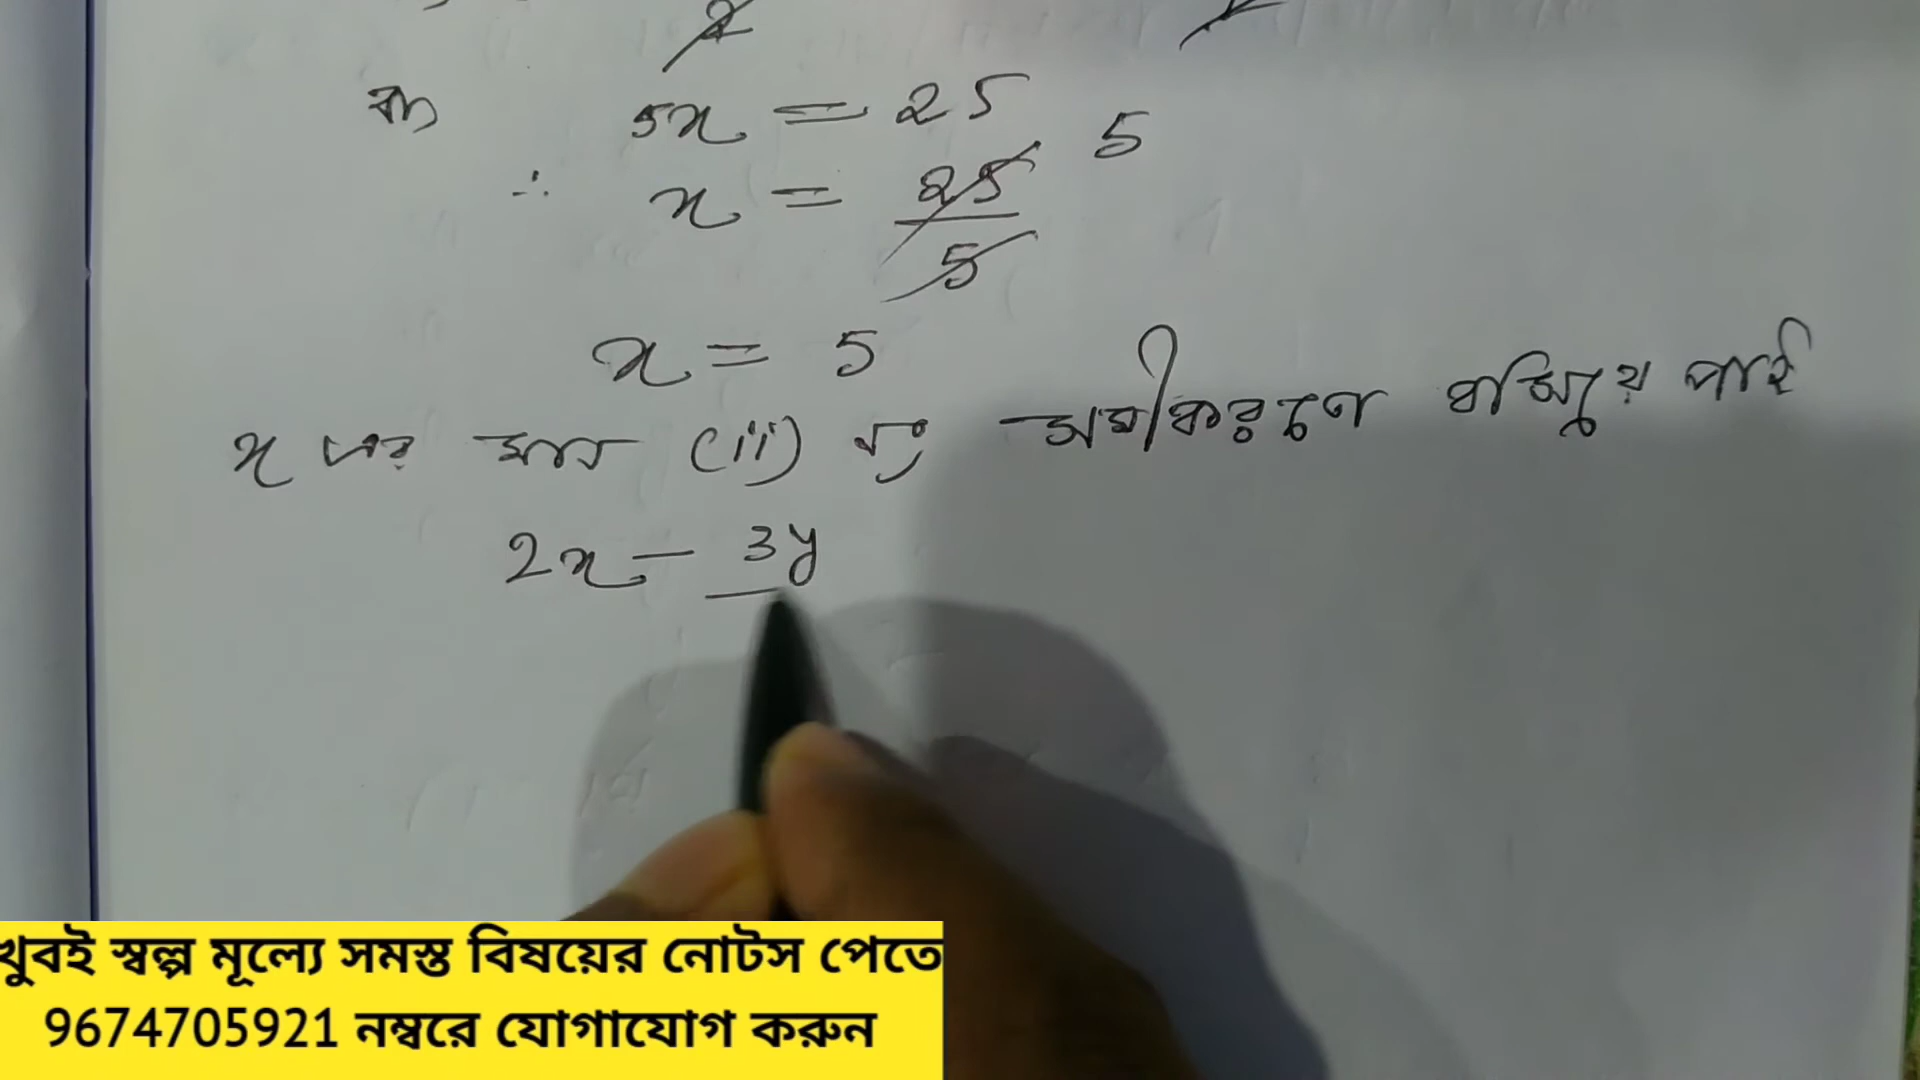 2
বা, 5x = 25
∴ x = 25/5 5
x = 5
x এর মান (ii) নং সমীকরণে বসিয়ে পাই
2x - 3y
খুবই স্বল্প মূল্যে সমস্ত বিষয়ের নোটস পেতে
9674705921 নম্বরে যোগাযোগ করুন